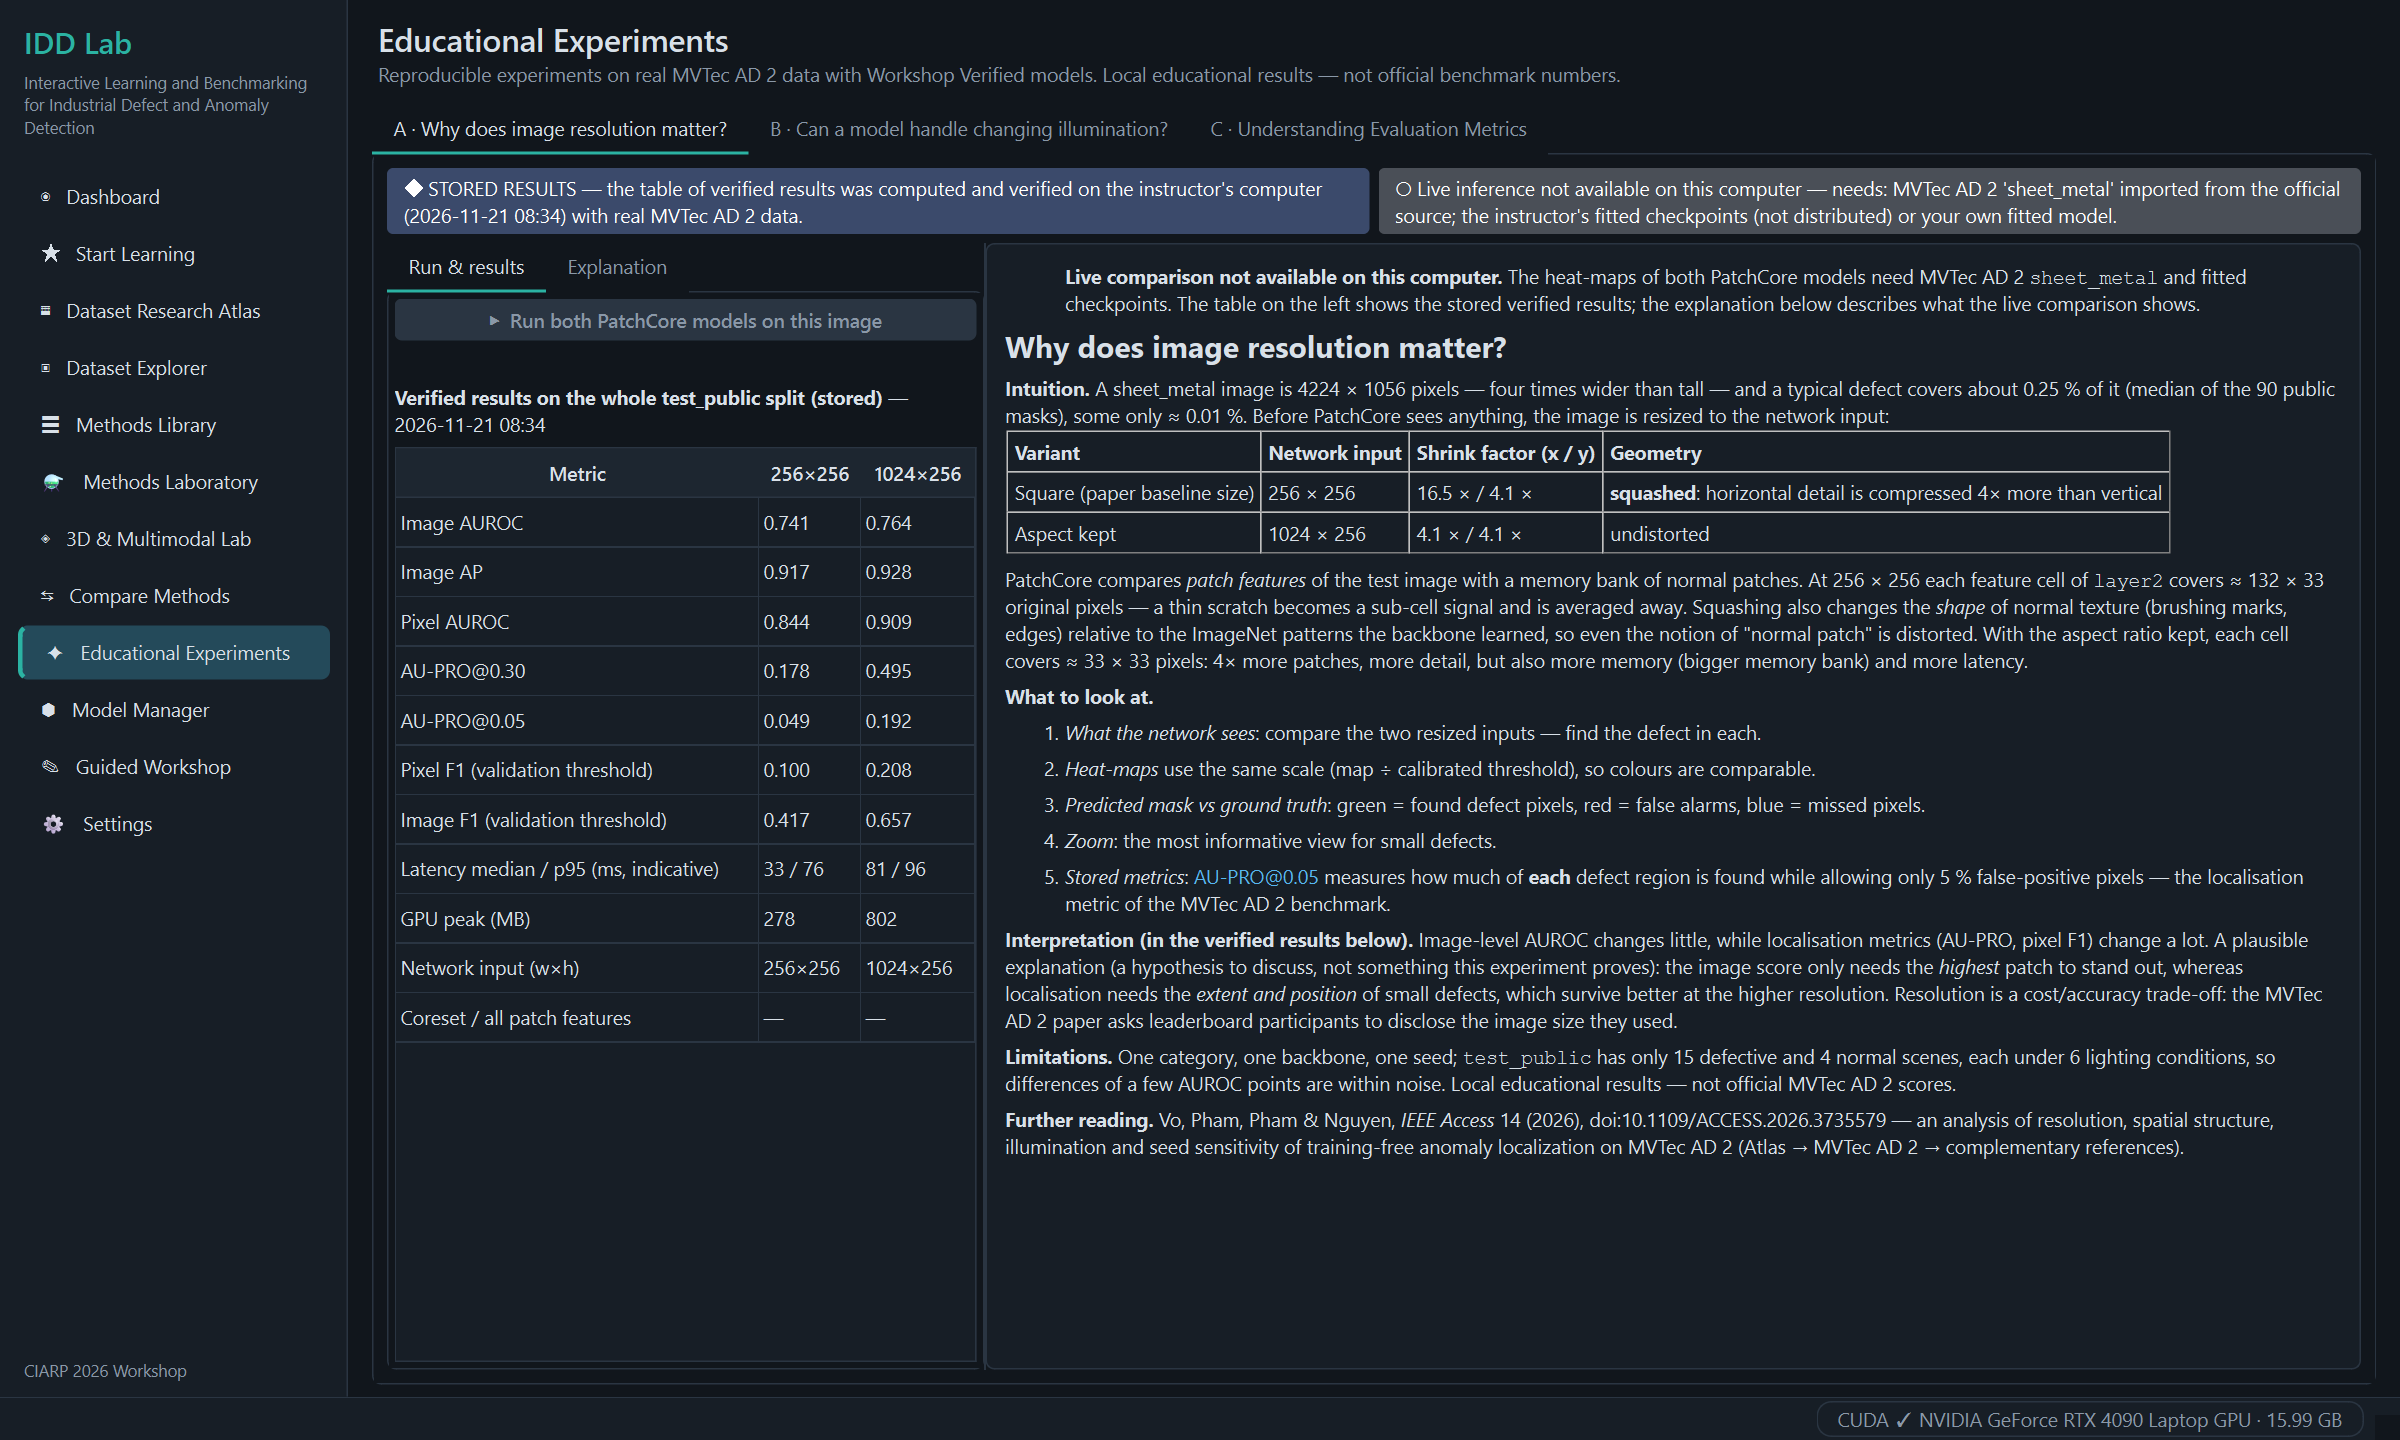 IDD Lab
Interactive Learning and Benchmarking
for Industrial Defect and Anomaly
Detection
Dashboard
Start Learning
Dataset Research Atlas
Dataset Explorer
Methods Library
Methods Laboratory
3D & Multimodal Lab
Compare Methods
Educational Experiments
Model Manager
Guided Workshop
Settings
CIARP 2026 Workshop
Educational Experiments
Reproducible experiments on real MVTec AD 2 data with Workshop Verified models. Local educational results — not official benchmark numbers.
A · Why does image resolution matter?
B · Can a model handle changing illumination?
C · Understanding Evaluation Metrics
◆ STORED RESULTS — the table of verified results was computed and verified on the instructor's computer
(2026-11-21 08:34) with real MVTec AD 2 data.
○ Live inference not available on this computer — needs: MVTec AD 2 'sheet_metal' imported from the official
source; the instructor's fitted checkpoints (not distributed) or your own fitted model.
Run & results
Explanation
▸ Run both PatchCore models on this image
Verified results on the whole test_public split (stored) —
2026-11-21 08:34
Metric 256×256 1024×256
Image AUROC 0.741 0.764
Image AP 0.917 0.928
Pixel AUROC 0.844 0.909
AU-PRO@0.30 0.178 0.495
AU-PRO@0.05 0.049 0.192
Pixel F1 (validation threshold) 0.100 0.208
Image F1 (validation threshold) 0.417 0.657
Latency median / p95 (ms, indicative) 33 / 76 81 / 96
GPU peak (MB) 278 802
Network input (w×h) 256×256 1024×256
Coreset / all patch features — —
Live comparison not available on this computer. The heat-maps of both PatchCore models need MVTec AD 2 sheet_metal and fitted
checkpoints. The table on the left shows the stored verified results; the explanation below describes what the live comparison shows.
Why does image resolution matter?
Intuition. A sheet_metal image is 4224 × 1056 pixels — four times wider than tall — and a typical defect covers about 0.25 % of it (median of the 90 public
masks), some only ≈ 0.01 %. Before PatchCore sees anything, the image is resized to the network input:
Variant Network input Shrink factor (x / y) Geometry
Square (paper baseline size) 256 × 256 16.5 × / 4.1 × squashed: horizontal detail is compressed 4× more than vertical
Aspect kept 1024 × 256 4.1 × / 4.1 × undistorted
PatchCore compares patch features of the test image with a memory bank of normal patches. At 256 × 256 each feature cell of layer2 covers ≈ 132 × 33
original pixels — a thin scratch becomes a sub-cell signal and is averaged away. Squashing also changes the shape of normal texture (brushing marks,
edges) relative to the ImageNet patterns the backbone learned, so even the notion of "normal patch" is distorted. With the aspect ratio kept, each cell
covers ≈ 33 × 33 pixels: 4× more patches, more detail, but also more memory (bigger memory bank) and more latency.
What to look at.
1. What the network sees: compare the two resized inputs — find the defect in each.
2. Heat-maps use the same scale (map ÷ calibrated threshold), so colours are comparable.
3. Predicted mask vs ground truth: green = found defect pixels, red = false alarms, blue = missed pixels.
4. Zoom: the most informative view for small defects.
5. Stored metrics: AU-PRO@0.05 measures how much of each defect region is found while allowing only 5 % false-positive pixels — the localisation
metric of the MVTec AD 2 benchmark.
Interpretation (in the verified results below). Image-level AUROC changes little, while localisation metrics (AU-PRO, pixel F1) change a lot. A plausible
explanation (a hypothesis to discuss, not something this experiment proves): the image score only needs the highest patch to stand out, whereas
localisation needs the extent and position of small defects, which survive better at the higher resolution. Resolution is a cost/accuracy trade-off: the MVTec
AD 2 paper asks leaderboard participants to disclose the image size they used.
Limitations. One category, one backbone, one seed; test_public has only 15 defective and 4 normal scenes, each under 6 lighting conditions, so
differences of a few AUROC points are within noise. Local educational results — not official MVTec AD 2 scores.
Further reading. Vo, Pham, Pham & Nguyen, IEEE Access 14 (2026), doi:10.1109/ACCESS.2026.3735579 — an analysis of resolution, spatial structure,
illumination and seed sensitivity of training-free anomaly localization on MVTec AD 2 (Atlas → MVTec AD 2 → complementary references).
CUDA ✓ NVIDIA GeForce RTX 4090 Laptop GPU · 15.99 GB